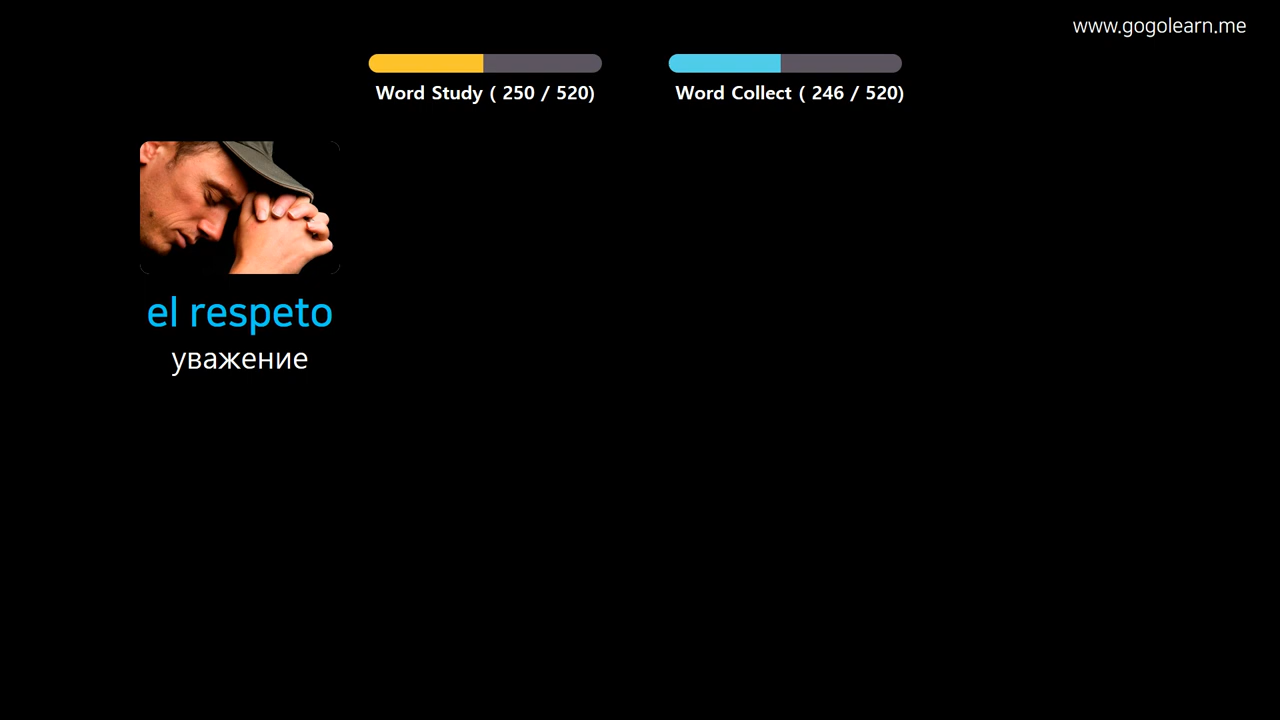 www.gogolearn.me
Word Study ( 250 / 520)
Word Collect ( 246 / 520)
el respeto
уважение